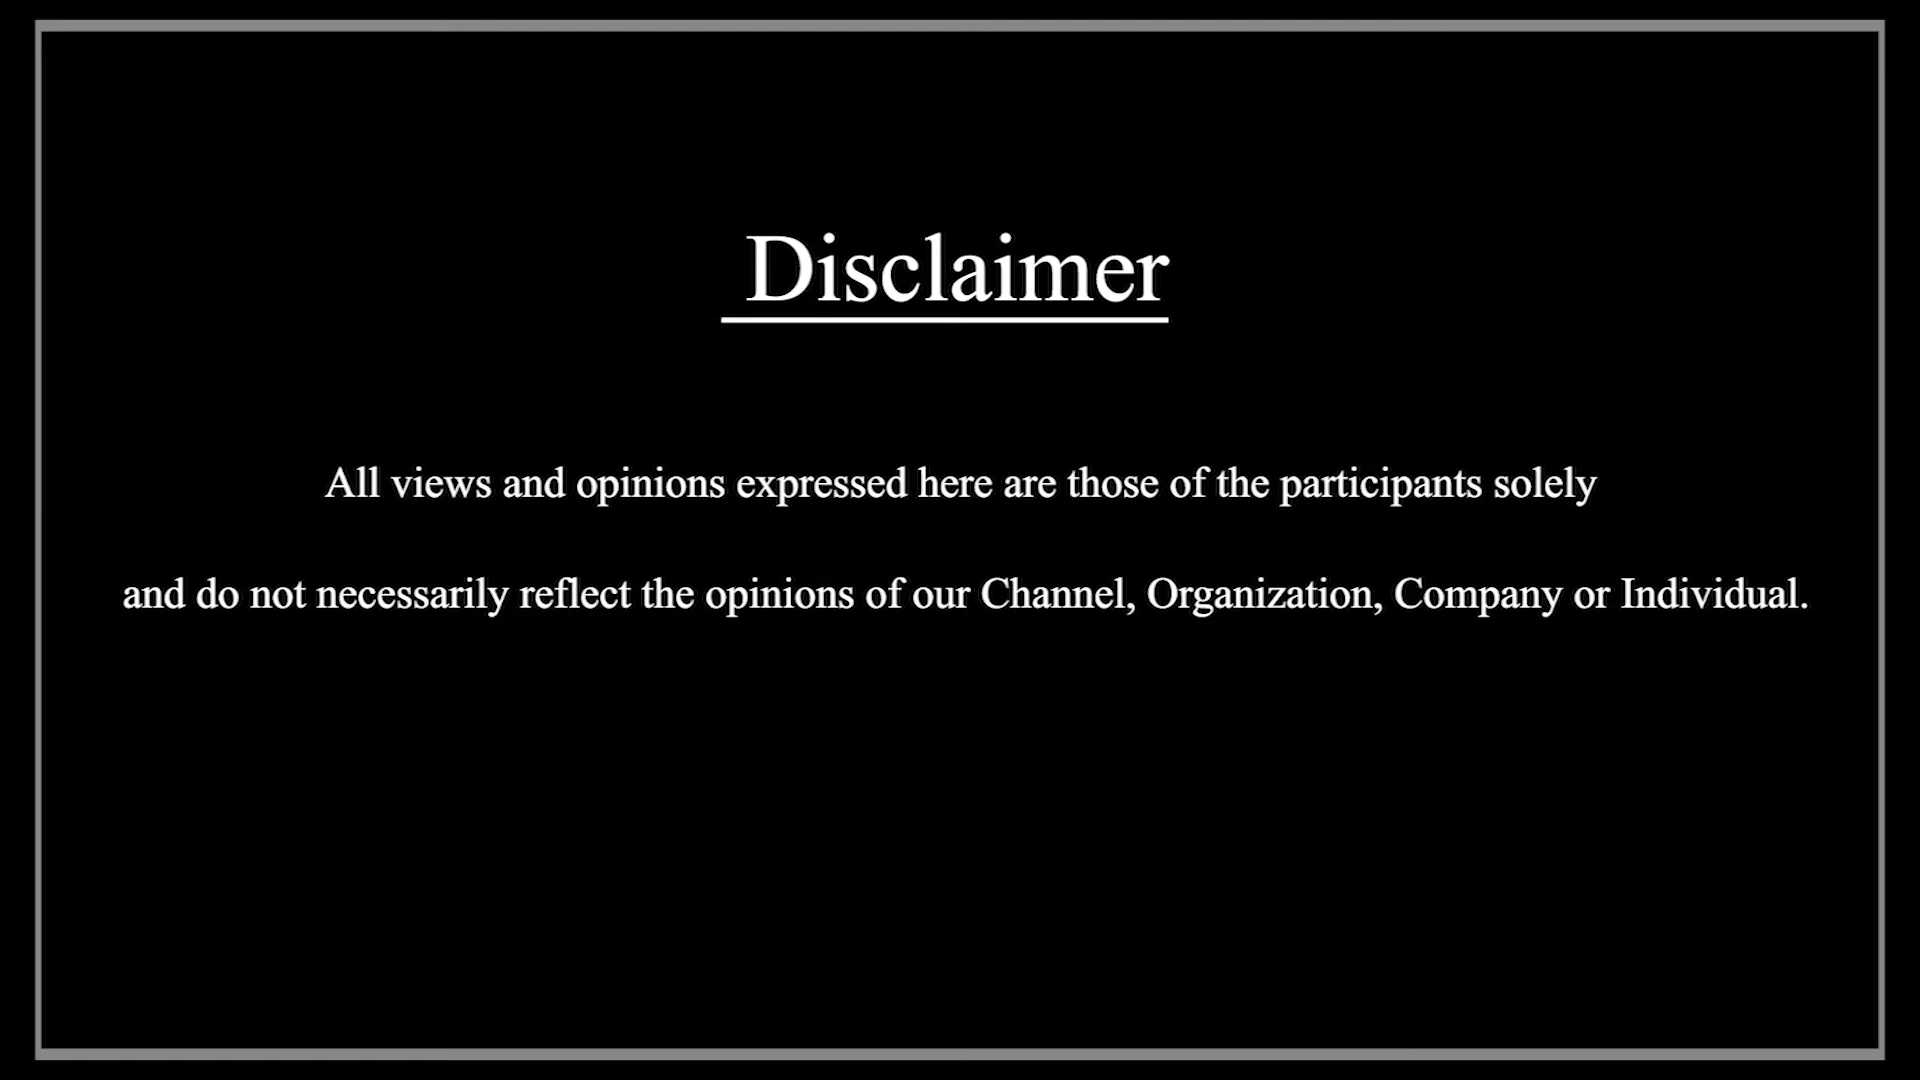 Disclaimer
All views and opinions expressed here are those of the participants solely
and do not necessarily reflect the opinions of our Channel, Organization, Company or Individual.